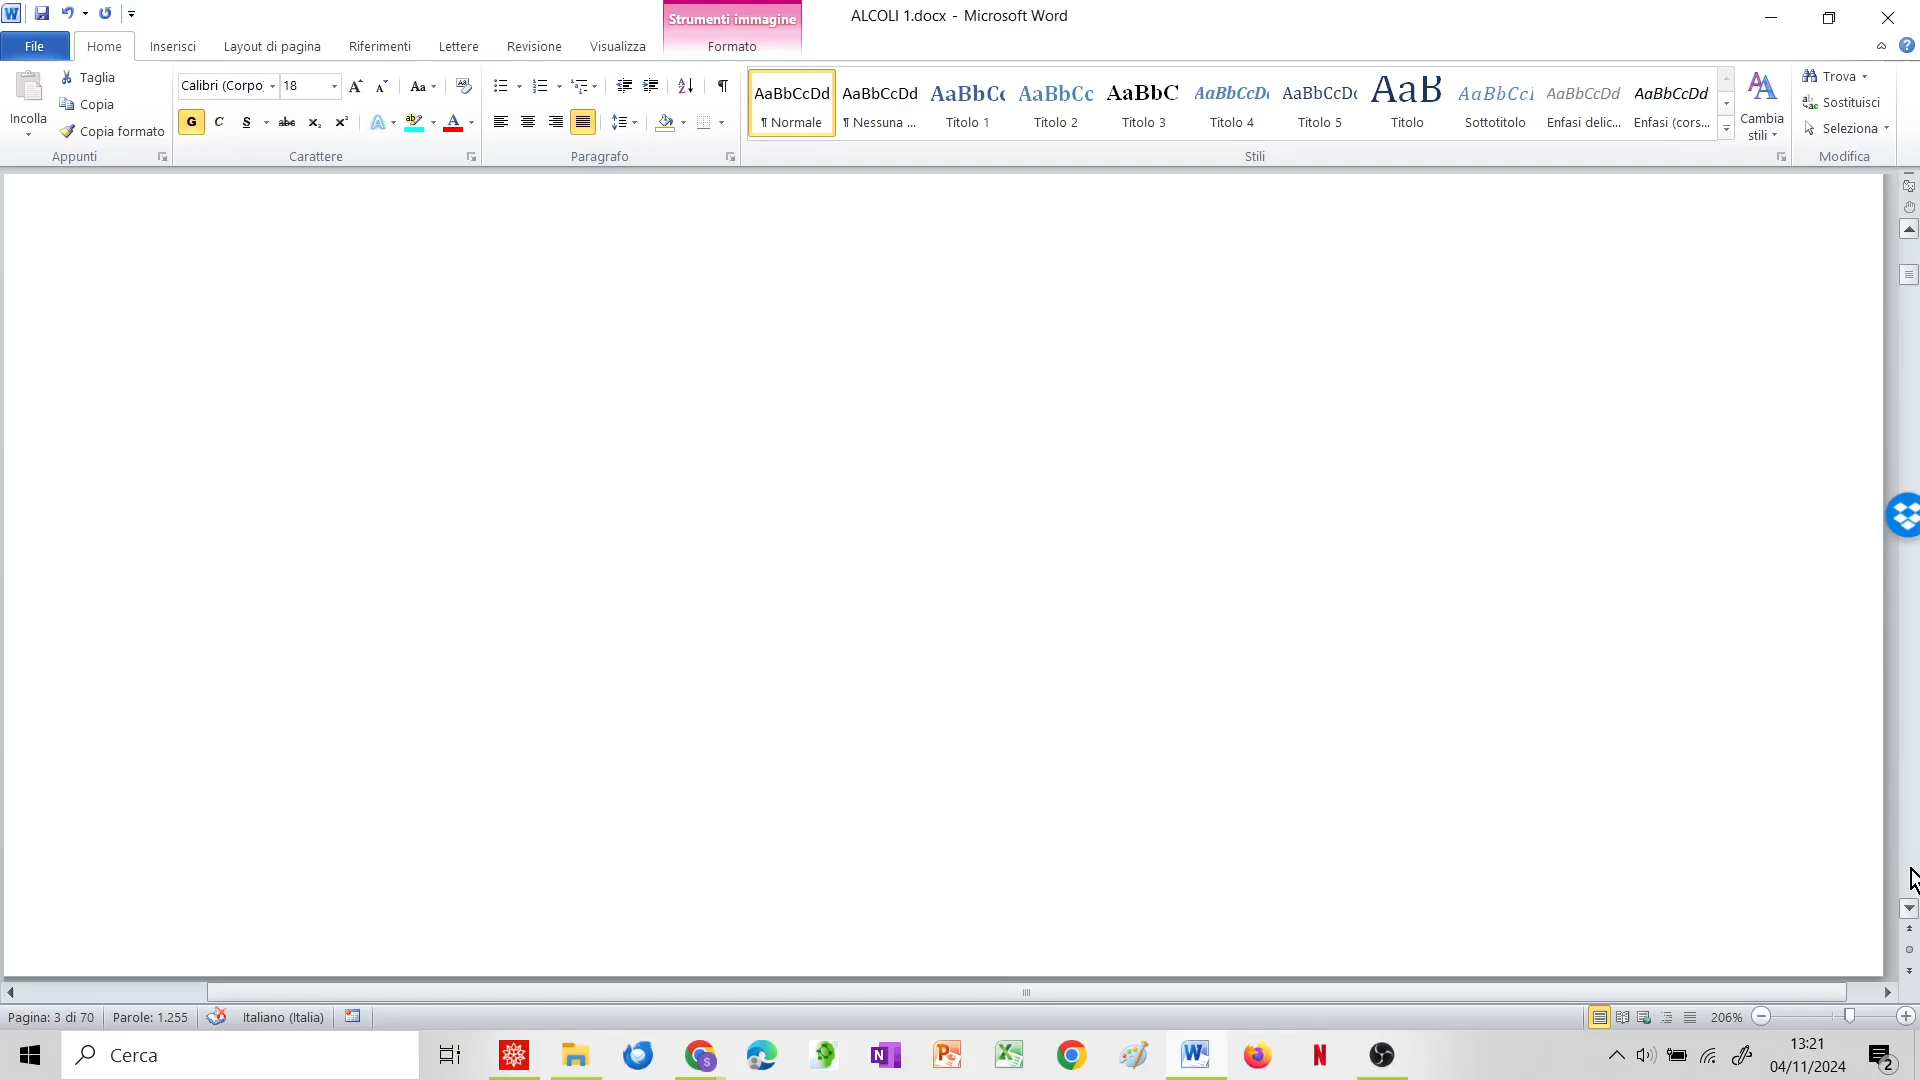 ALCOLI 1.docx - Microsoft Word
Strumenti immagine
File
Home
Inserisci
Layout di pagina
Riferimenti
Lettere
Revisione
Visualizza
Formato
Incolla
Taglia
Copia
Copia formato
Appunti
Calibri (Corpo
18
Carattere
Paragrafo
AaBbCcDd
¶ Normale
AaBbCcDd
¶ Nessuna ...
AaBbCc
Titolo 1
AaBbCc
Titolo 2
AaBbC
Titolo 3
AaBbCcDd
Titolo 4
AaBbCcDc
Titolo 5
AaB
Titolo
AaBbCcI
Sottotitolo
AaBbCcDd
Enfasi delic...
AaBbCcDd
Enfasi (cors...
Stili
Cambia
stili
Trova
Sostituisci
Seleziona
Modifica
Pagina: 3 di 70
Parole: 1.255
Italiano (Italia)
206%
Cerca
13:21
04/11/2024
2